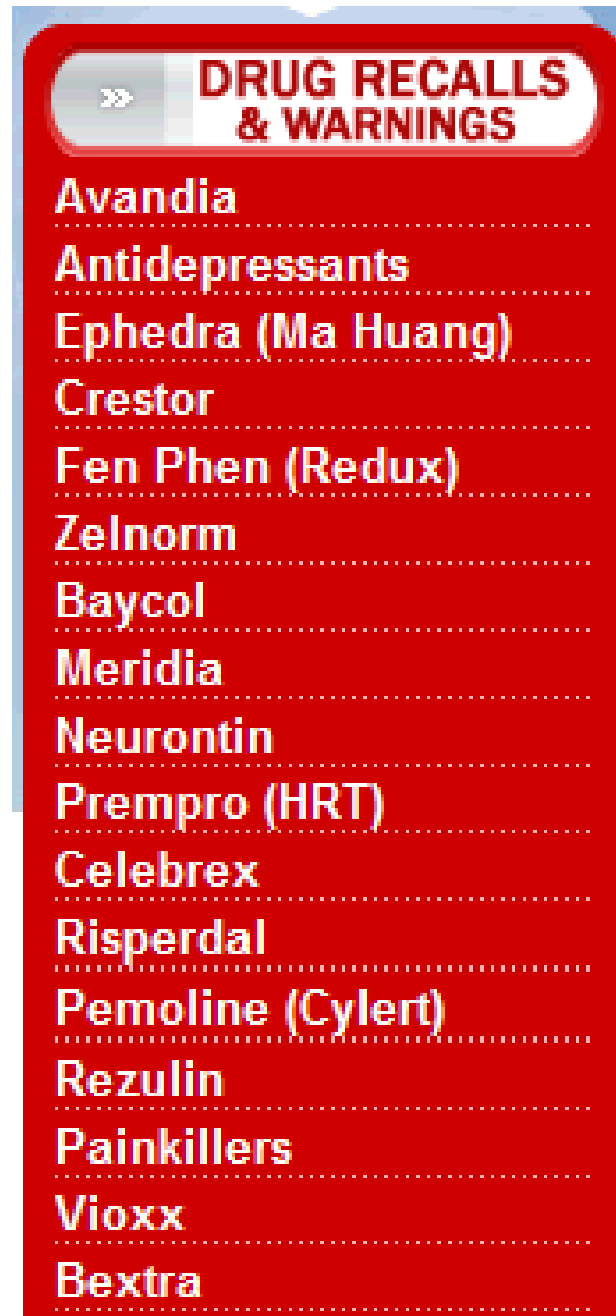 DRUG RECALLS
& WARNINGS
Avandia
Antidepressants
Ephedra (Ma Huang)
Crestor
Fen Phen (Redux)
Zelnorm
Baycol
Meridia
Neurontin
Prempro (HRT)
Celebrex
Risperdal
Pemoline (Cylert)
Rezulin
Painkillers
Vioxx
Bextra